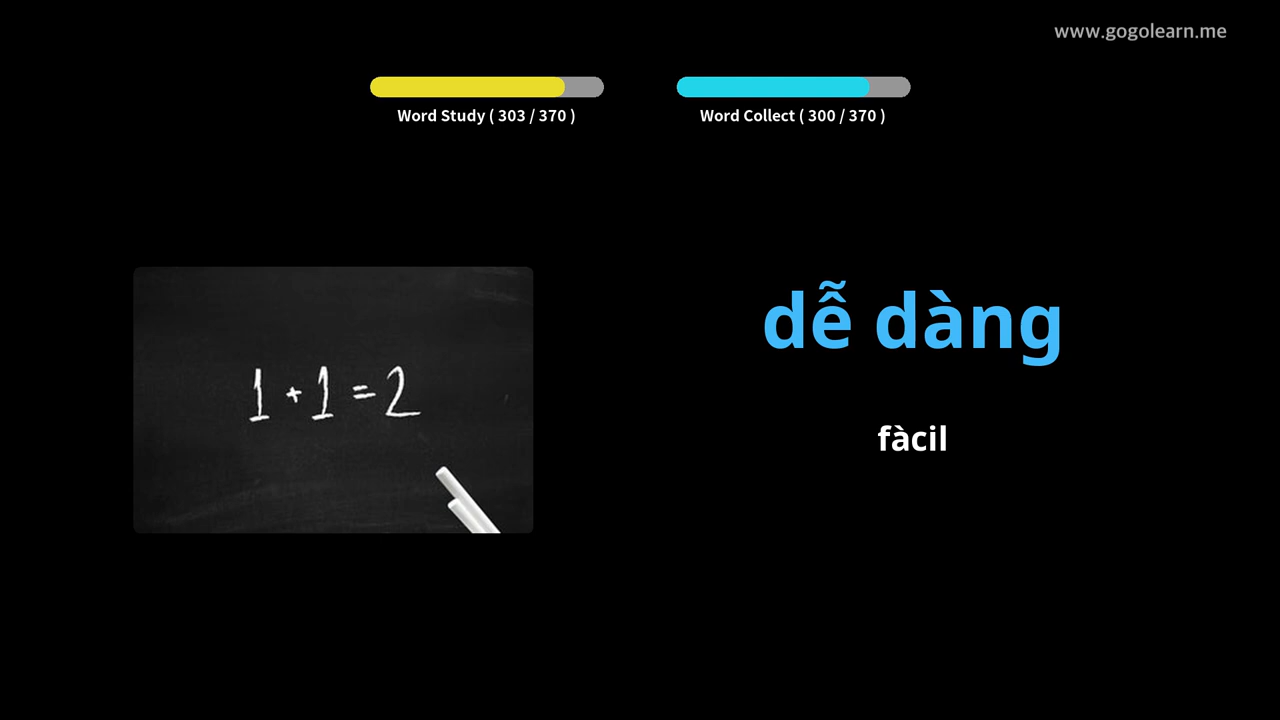 www.gogolearn.me
Word Study ( 303 / 370 )
Word Collect ( 300 / 370 )
1 + 1 = 2
dễ dàng
fàcil